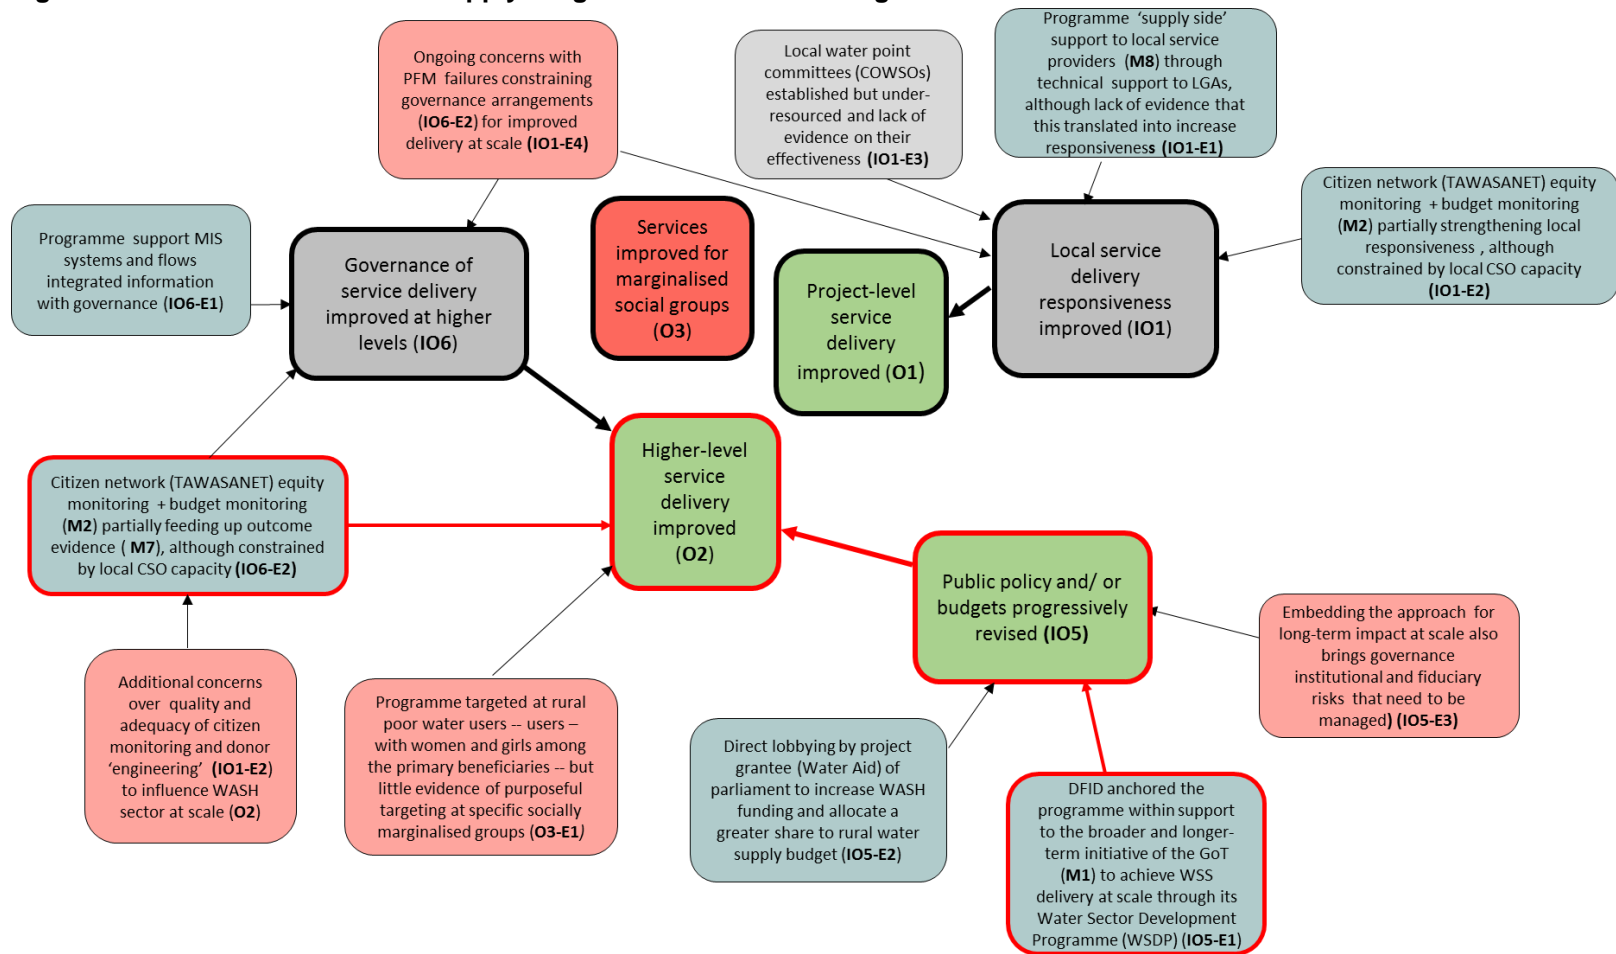 Ongoing concerns with
PFM failures constraining
governance arrangements
(IO6-E2) for improved
delivery at scale (IO1-E4)
Local water point
committees (COWSOs)
established but under-
resourced and lack of
evidence on their
effectiveness (IO1-E3)
Programme ‘supply side’
support to local service
providers (M8) through
technical support to LGAs,
although lack of evidence that
this translated into increase
responsiveness (IO1-E1)
Citizen network (TAWASANET) equity
monitoring + budget monitoring
(M2) partially strengthening local
responsiveness , although
constrained by local CSO capacity
(IO1-E2)
Programme support MIS
systems and flows
integrated information
with governance (IO6-E1)
Governance of
service delivery
improved at higher
levels (IO6)
Services
improved for
marginalised
social groups
(O3)
Project-level
service
delivery
improved (O1)
Local service
delivery
responsiveness
improved (IO1)
Higher-level
service
delivery
improved
(O2)
Citizen network (TAWASANET) equity
monitoring + budget monitoring
(M2) partially feeding up outcome
evidence ( M7), although constrained
by local CSO capacity (IO6-E2)
Public policy and/ or
budgets progressively
revised (IO5)
Embedding the approach for
long-term impact at scale also
brings governance
institutional and fiduciary
risks that need to be
managed) (IO5-E3)
Additional concerns
over quality and
adequacy of citizen
monitoring and donor
‘engineering’ (IO1-E2)
to influence WASH
sector at scale (O2)
Programme targeted at rural
poor water users -- users –
with women and girls among
the primary beneficiaries -- but
little evidence of purposeful
targeting at specific socially
marginalised groups (O3-E1)
Direct lobbying by project
grantee (Water Aid) of
parliament to increase WASH
funding and allocate a
greater share to rural water
supply budget (IO5-E2)
DFID anchored the
programme within support
to the broader and longer-
term initiative of the GoT
(M1) to achieve WSS
delivery at scale through its
Water Sector Development
Programme (WSDP) (IO5-E1)